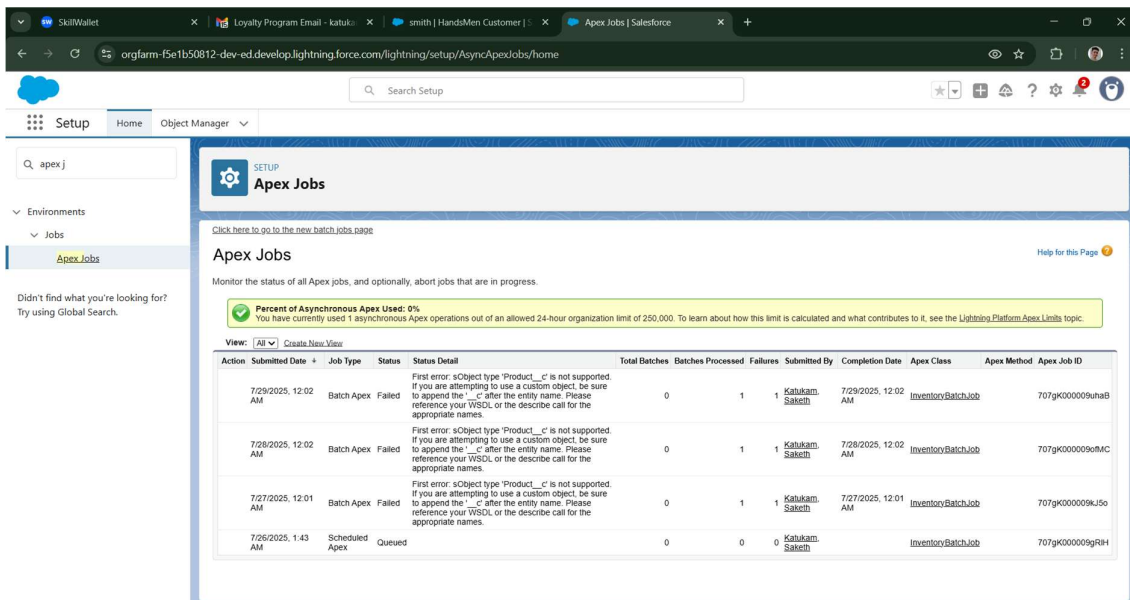 SkillWallet
Loyalty Program Email - katuka
smith | HandsMen Customer | S
Apex Jobs | Salesforce
orgfarm-f5e1b50812-dev-ed.develop.lightning.force.com/lightning/setup/AsyncApexJobs/home
Search Setup
2
Setup Home Object Manager
apex j
Environments
Jobs
Apex Jobs
Didn't find what you're looking for?
Try using Global Search.
SETUP
Apex Jobs
Click here to go to the new batch jobs page
Apex Jobs
Help for this Page
Monitor the status of all Apex jobs, and optionally, abort jobs that are in progress.
Percent of Asynchronous Apex Used: 0%
You have currently used 1 asynchronous Apex operations out of an allowed 24-hour organization limit of 250,000. To learn about how this limit is calculated and what contributes to it, see the Lightning Platform Apex Limits topic.
View: All Create New View
Action Submitted Date Job Type Status Status Detail Total Batches Batches Processed Failures Submitted By Completion Date Apex Class Apex Method Apex Job ID
7/29/2025, 12:02 AM Batch Apex Failed First error: sObject type 'Product__c' is not supported. If you are attempting to use a custom object, be sure to append the '__c' after the entity name. Please reference your WSDL or the describe call for the appropriate names. 0 1 1 Katukam, Saketh 7/29/2025, 12:02 AM InventoryBatchJob 707gK000009uhaB
7/28/2025, 12:02 AM Batch Apex Failed First error: sObject type 'Product__c' is not supported. If you are attempting to use a custom object, be sure to append the '__c' after the entity name. Please reference your WSDL or the describe call for the appropriate names. 0 1 1 Katukam, Saketh 7/28/2025, 12:02 AM InventoryBatchJob 707gK000009ofMC
7/27/2025, 12:01 AM Batch Apex Failed First error: sObject type 'Product__c' is not supported. If you are attempting to use a custom object, be sure to append the '__c' after the entity name. Please reference your WSDL or the describe call for the appropriate names. 0 1 1 Katukam, Saketh 7/27/2025, 12:01 AM InventoryBatchJob 707gK000009kJ5o
7/26/2025, 1:43 AM Scheduled Apex Queued 0 0 0 Katukam, Saketh InventoryBatchJob 707gK000009gRlH